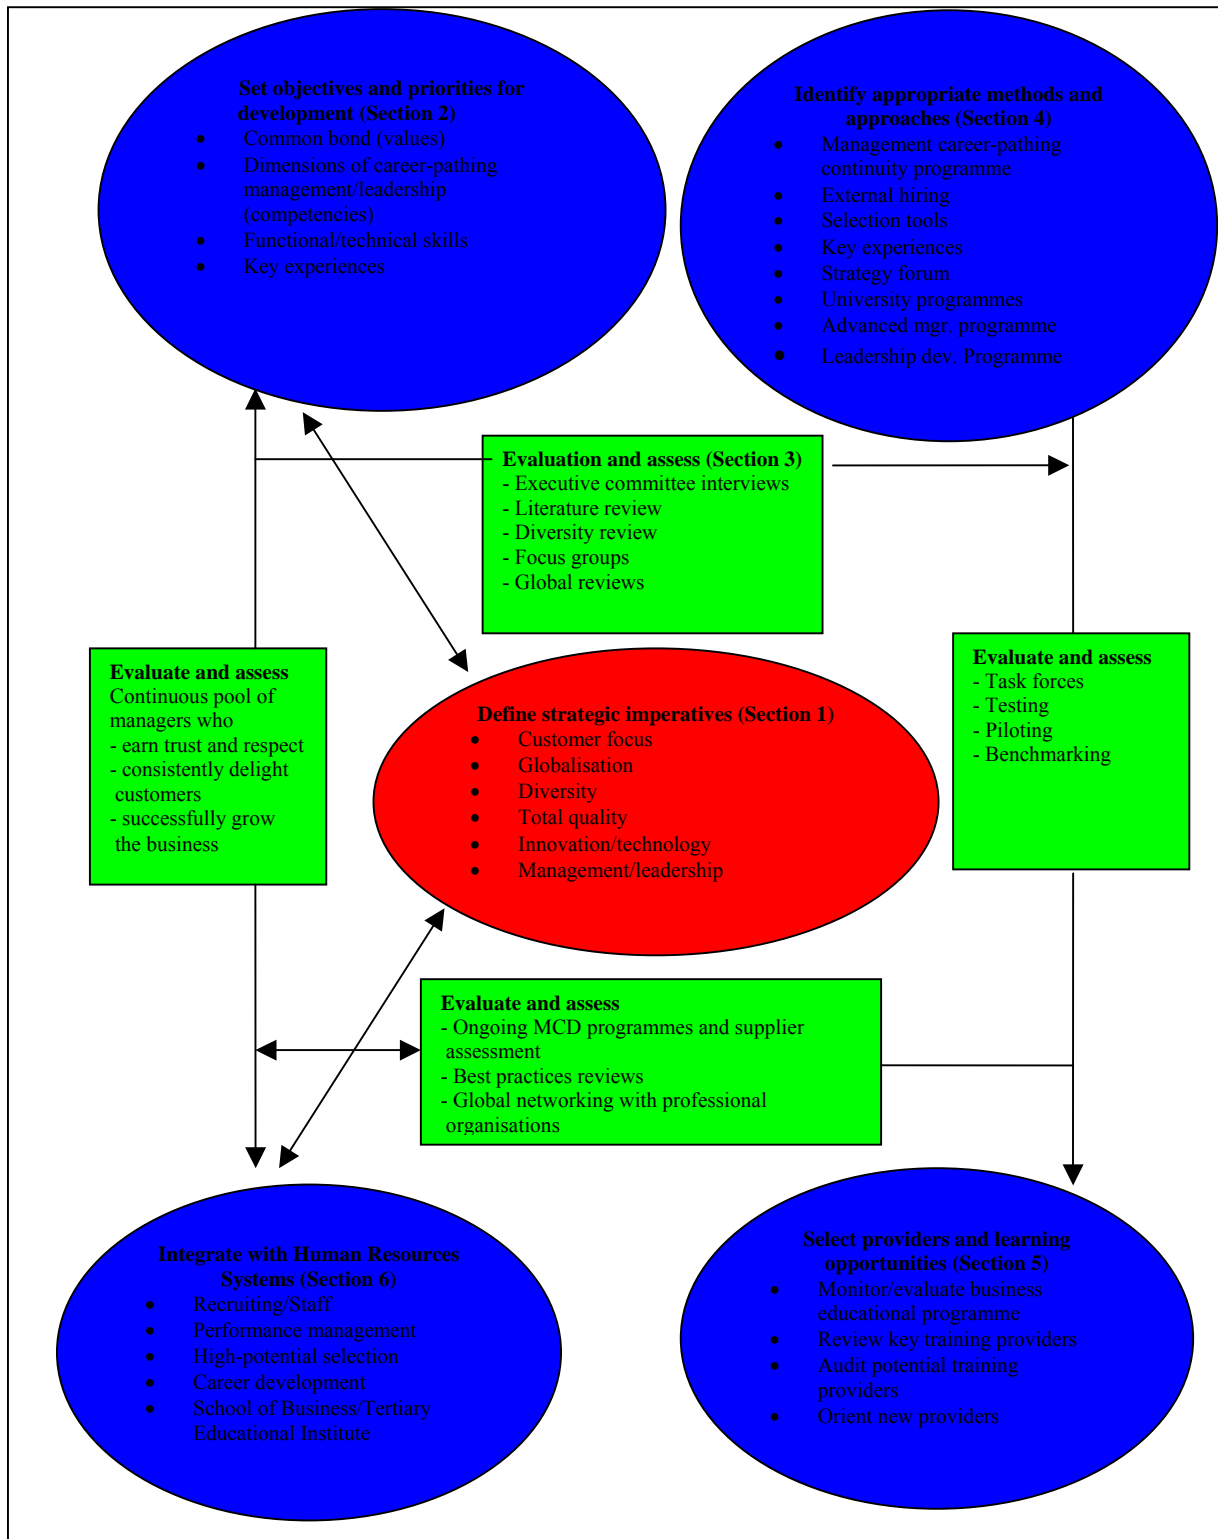 Set objectives and priorities for
development (Section 2)
• Common bond (values)
• Dimensions of career-pathing
management/leadership
(competencies)
• Functional/technical skills
• Key experiences
Identify appropriate methods and
approaches (Section 4)
• Management career-pathing
continuity programme
• External hiring
• Selection tools
• Key experiences
• Strategy forum
• University programmes
• Advanced mgr. programme
• Leadership dev. Programme
Evaluation and assess (Section 3)
- Executive committee interviews
- Literature review
- Diversity review
- Focus groups
- Global reviews
Evaluate and assess
Continuous pool of
managers who
- earn trust and respect
- consistently delight
customers
- successfully grow
the business
Define strategic imperatives (Section 1)
• Customer focus
• Globalisation
• Diversity
• Total quality
• Innovation/technology
• Management/leadership
Evaluate and assess
- Task forces
- Testing
- Piloting
- Benchmarking
Evaluate and assess
- Ongoing MCD programmes and supplier
assessment
- Best practices reviews
- Global networking with professional
organisations
Integrate with Human Resources
Systems (Section 6)
• Recruiting/Staff
• Performance management
• High-potential selection
• Career development
• School of Business/Tertiary
Educational Institute
Select providers and learning
opportunities (Section 5)
• Monitor/evaluate business
educational programme
• Review key training providers
• Audit potential training
providers
• Orient new providers